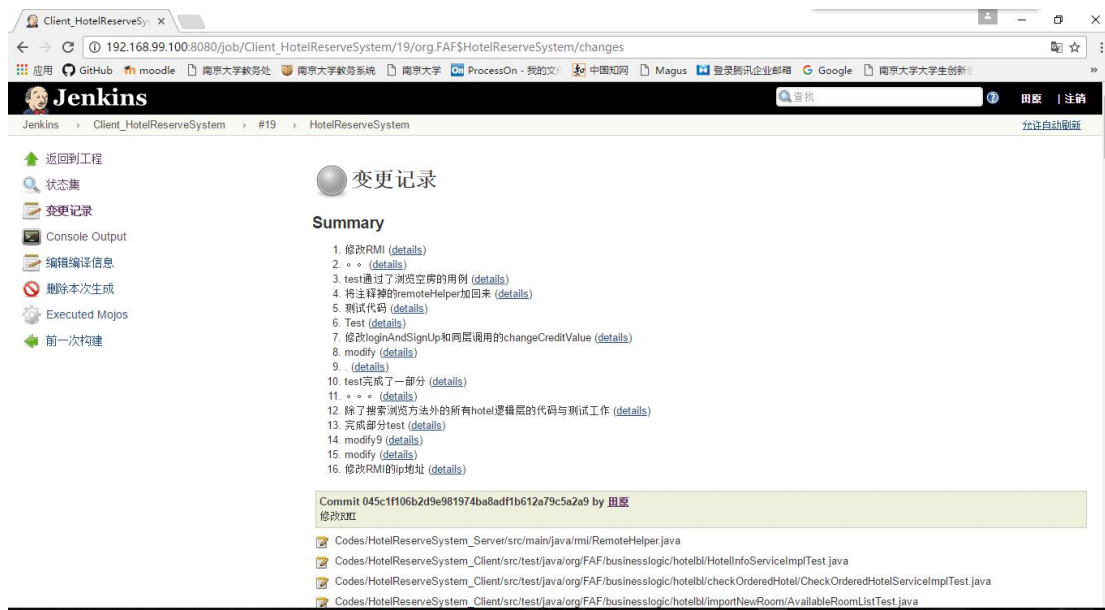 Client_HotelReserveSy
192.168.99.100:8080/job/Client_HotelReserveSystem/19/org.FAF$HotelReserveSystem/changes
应用 GitHub moodle 南京大学教务处 南京大学教务系统 南京大学 ProcessOn - 我的文 中国知网 Magus 登录腾讯企业邮箱 Google 南京大学大学生创新 »
Jenkins 查找 田原 | 注销
Jenkins Client_HotelReserveSystem #19 HotelReserveSystem 允许自动刷新
返回到工程
状态集
变更记录
Console Output
编辑编译信息
删除本次生成
Executed Mojos
前一次构建
变更记录
Summary
1. 修改RMI (details)
2. 。。 (details)
3. test通过了浏览空房的用例 (details)
4. 将注释掉的remoteHelper加回来 (details)
5. 测试代码 (details)
6. Test (details)
7. 修改loginAndSignUp和同层调用的changeCreditValue (details)
8. modify (details)
9. . (details)
10. test完成了一部分 (details)
11. 。。。 (details)
12. 除了搜索浏览方法外的所有hotel逻辑层的代码与测试工作 (details)
13. 完成部分test (details)
14. modify9 (details)
15. modify (details)
16. 修改RMI的ip地址 (details)
Commit 045c1f106b2d9e981974ba8adf1b612a79c5a2a9 by 田原
修改RMI
Codes/HotelReserveSystem_Server/src/main/java/rmi/RemoteHelper.java
Codes/HotelReserveSystem_Client/src/test/java/org/FAF/businesslogic/hotelbl/HotelInfoServiceImplTest.java
Codes/HotelReserveSystem_Client/src/test/java/org/FAF/businesslogic/hotelbl/checkOrderedHotel/CheckOrderedHotelServiceImplTest.java
Codes/HotelReserveSystem_Client/src/test/java/org/FAF/businesslogic/hotelbl/importNewRoom/AvailableRoomListTest.java